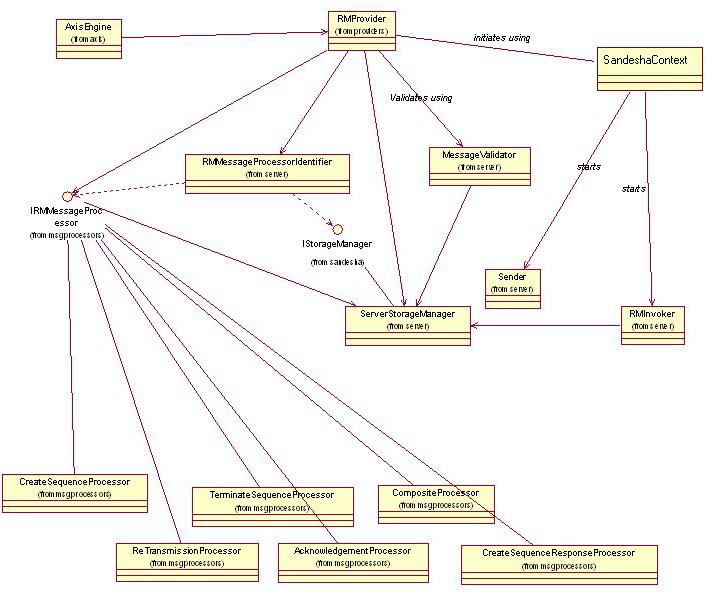 AxisEngine
(from axis)
RMProvider
(from providers)
initiates using
SandeshaContext
Validates using
RMMessageProcessorIdentifier
(from server)
MessageValidator
(from server)
starts
starts
IRMMessageProc
essor
(from msgprocessors)
IStorageManager
(from sandesha)
Sender
(from server)
ServerStorageManager
(from server)
RMInvoker
(from server)
CreateSequenceProcessor
(from msgprocessors)
TerminateSequenceProcessor
(from msgprocessors)
CompositeProcessor
(from msgprocessors)
ReTransmissionProcessor
(from msgprocessors)
AcknowledgementProcessor
(from msgprocessors)
CreateSequenceResponseProcessor
(from msgprocessors)